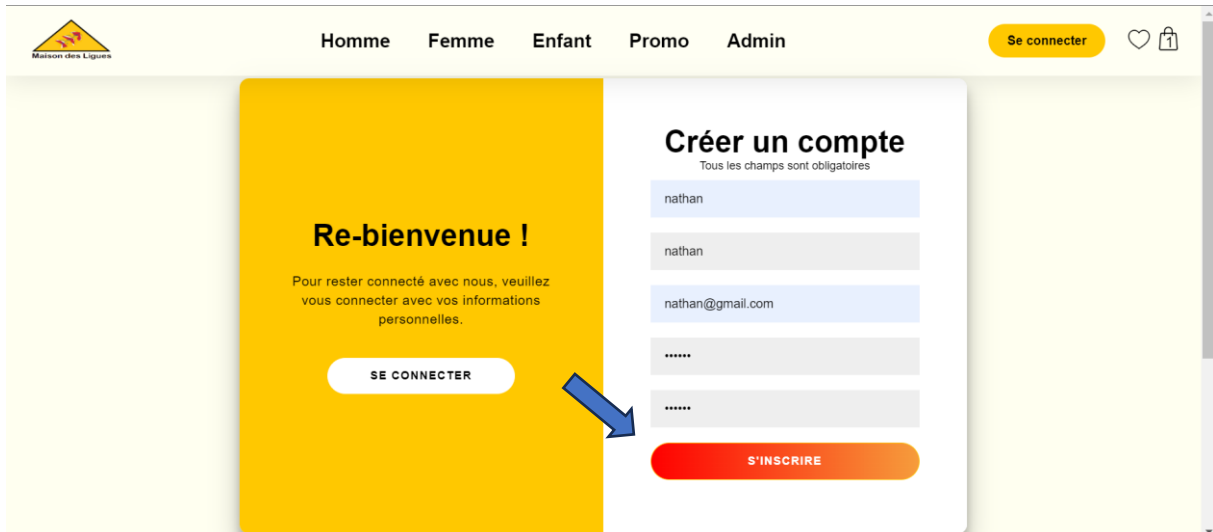 Maison des Ligues
Homme Femme Enfant Promo Admin
Se connecter
1
Re-bienvenue !
Pour rester connecté avec nous, veuillez
vous connecter avec vos informations
personnelles.
SE CONNECTER
Créer un compte
Tous les champs sont obligatoires
nathan
nathan
nathan@gmail.com
••••••
••••••
S'INSCRIRE